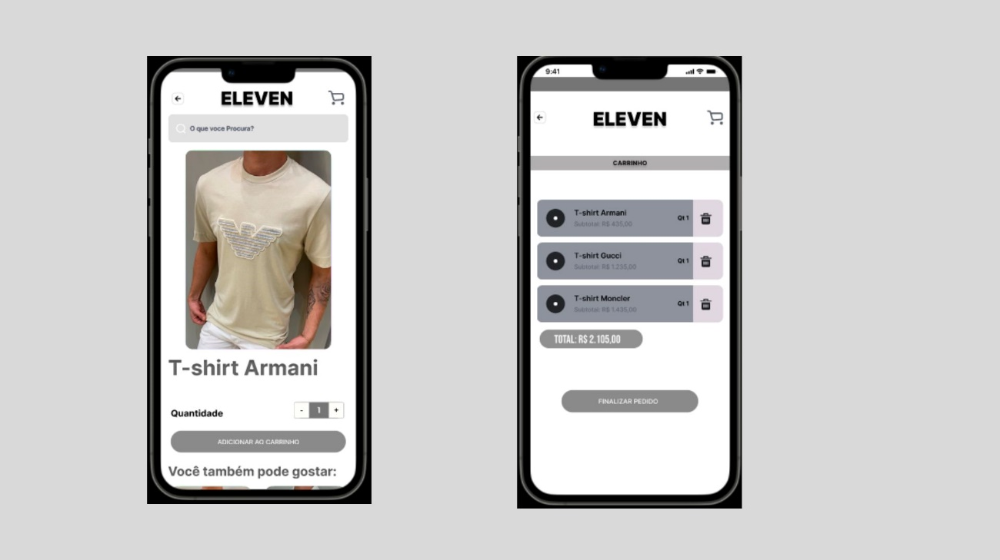 ELEVEN
O que voce Procura?
T-shirt Armani
Quantidade
- 1 +
ADICIONAR AO CARRINHO
Você também pode gostar:
9:41
ELEVEN
CARRINHO
T-shirt Armani
Subtotal: R$ 435,00
Qt 1
T-shirt Gucci
Subtotal: R$ 1.235,00
Qt 1
T-shirt Moncler
Subtotal: R$ 1.435,00
Qt 1
TOTAL: R$ 2.105,00
FINALIZAR PEDIDO